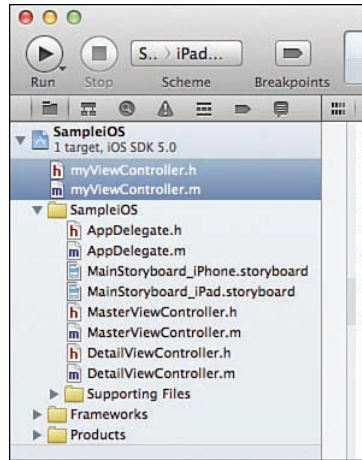 S.. › iPad...
Run Stop Scheme Breakpoints
SampleiOS
1 target, iOS SDK 5.0
h myViewController.h
m myViewController.m
SampleiOS
h AppDelegate.h
m AppDelegate.m
MainStoryboard_iPhone.storyboard
MainStoryboard_iPad.storyboard
h MasterViewController.h
m MasterViewController.m
h DetailViewController.h
m DetailViewController.m
Supporting Files
Frameworks
Products